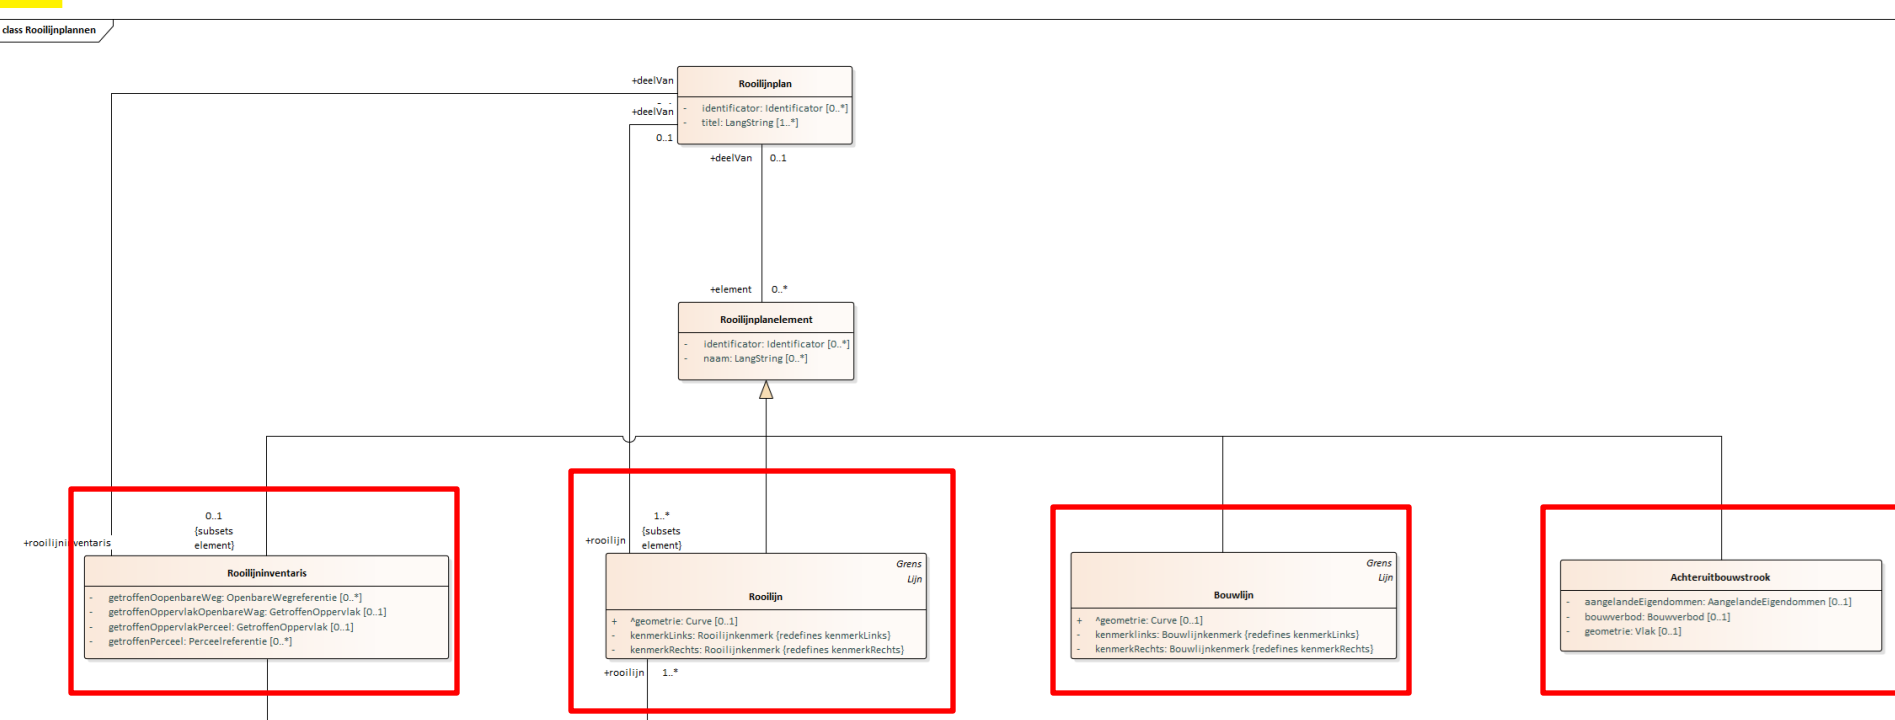 class Rooilijnplannen
+deelVan
+deelVan
0..1
Rooilijnplan
- identificator: Identificator [0..*]
- titel: LangString [1..*]
+deelVan 0..1
+element 0..*
Rooilijnplanelement
- identificator: Identificator [0..*]
- naam: LangString [0..*]
+rooilijninventaris
0..1
{subsets
element}
Rooilijninventaris
- getroffenOopenbareWeg: OpenbareWegreferentie [0..*]
- getroffenOppervlakOpenbareWag: GetroffenOppervlak [0..1]
- getroffenOppervlakPerceel: GetroffenOppervlak [0..1]
- getroffenPerceel: Perceelreferentie [0..*]
+rooilijn
1..*
{subsets
element}
Grens
Lijn
Rooilijn
+ ^geometrie: Curve [0..1]
- kenmerkLinks: Rooilijnkenmerk {redefines kenmerkLinks}
- kenmerkRechts: Rooilijnkenmerk {redefines kenmerkRechts}
+rooilijn 1..*
Grens
Lijn
Bouwlijn
+ ^geometrie: Curve [0..1]
- kenmerklinks: Bouwlijnkenmerk {redefines kenmerkLinks}
- kenmerkRechts: Bouwlijnkenmerk {redefines kenmerkRechts}
Achteruitbouwstrook
- aangelandeEigendommen: AangelandeEigendommen [0..1]
- bouwverbod: Bouwverbod [0..1]
- geometrie: Vlak [0..1]